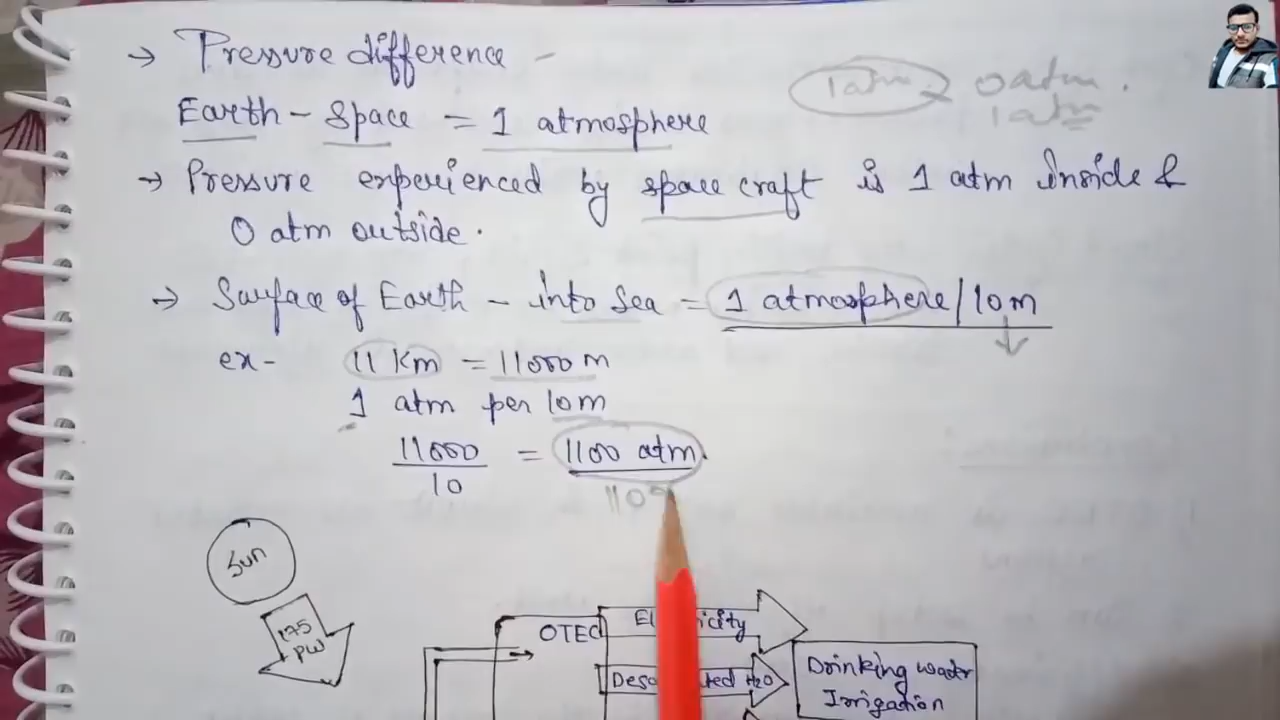 → Pressure difference -
Earth - Space = 1 atmosphere
1 atm 0 atm.
1 atm
→ Pressure experienced by space craft is 1 atm inside &
0 atm outside.
→ Surface of Earth - into sea = 1 atmosphere/10m
ex- 11 Km = 11000 m
1 atm per 10m
11000
10
= 1100 atm.
110
Sun
175
PW
OTEC
H2O
Drinking water
Irrigation